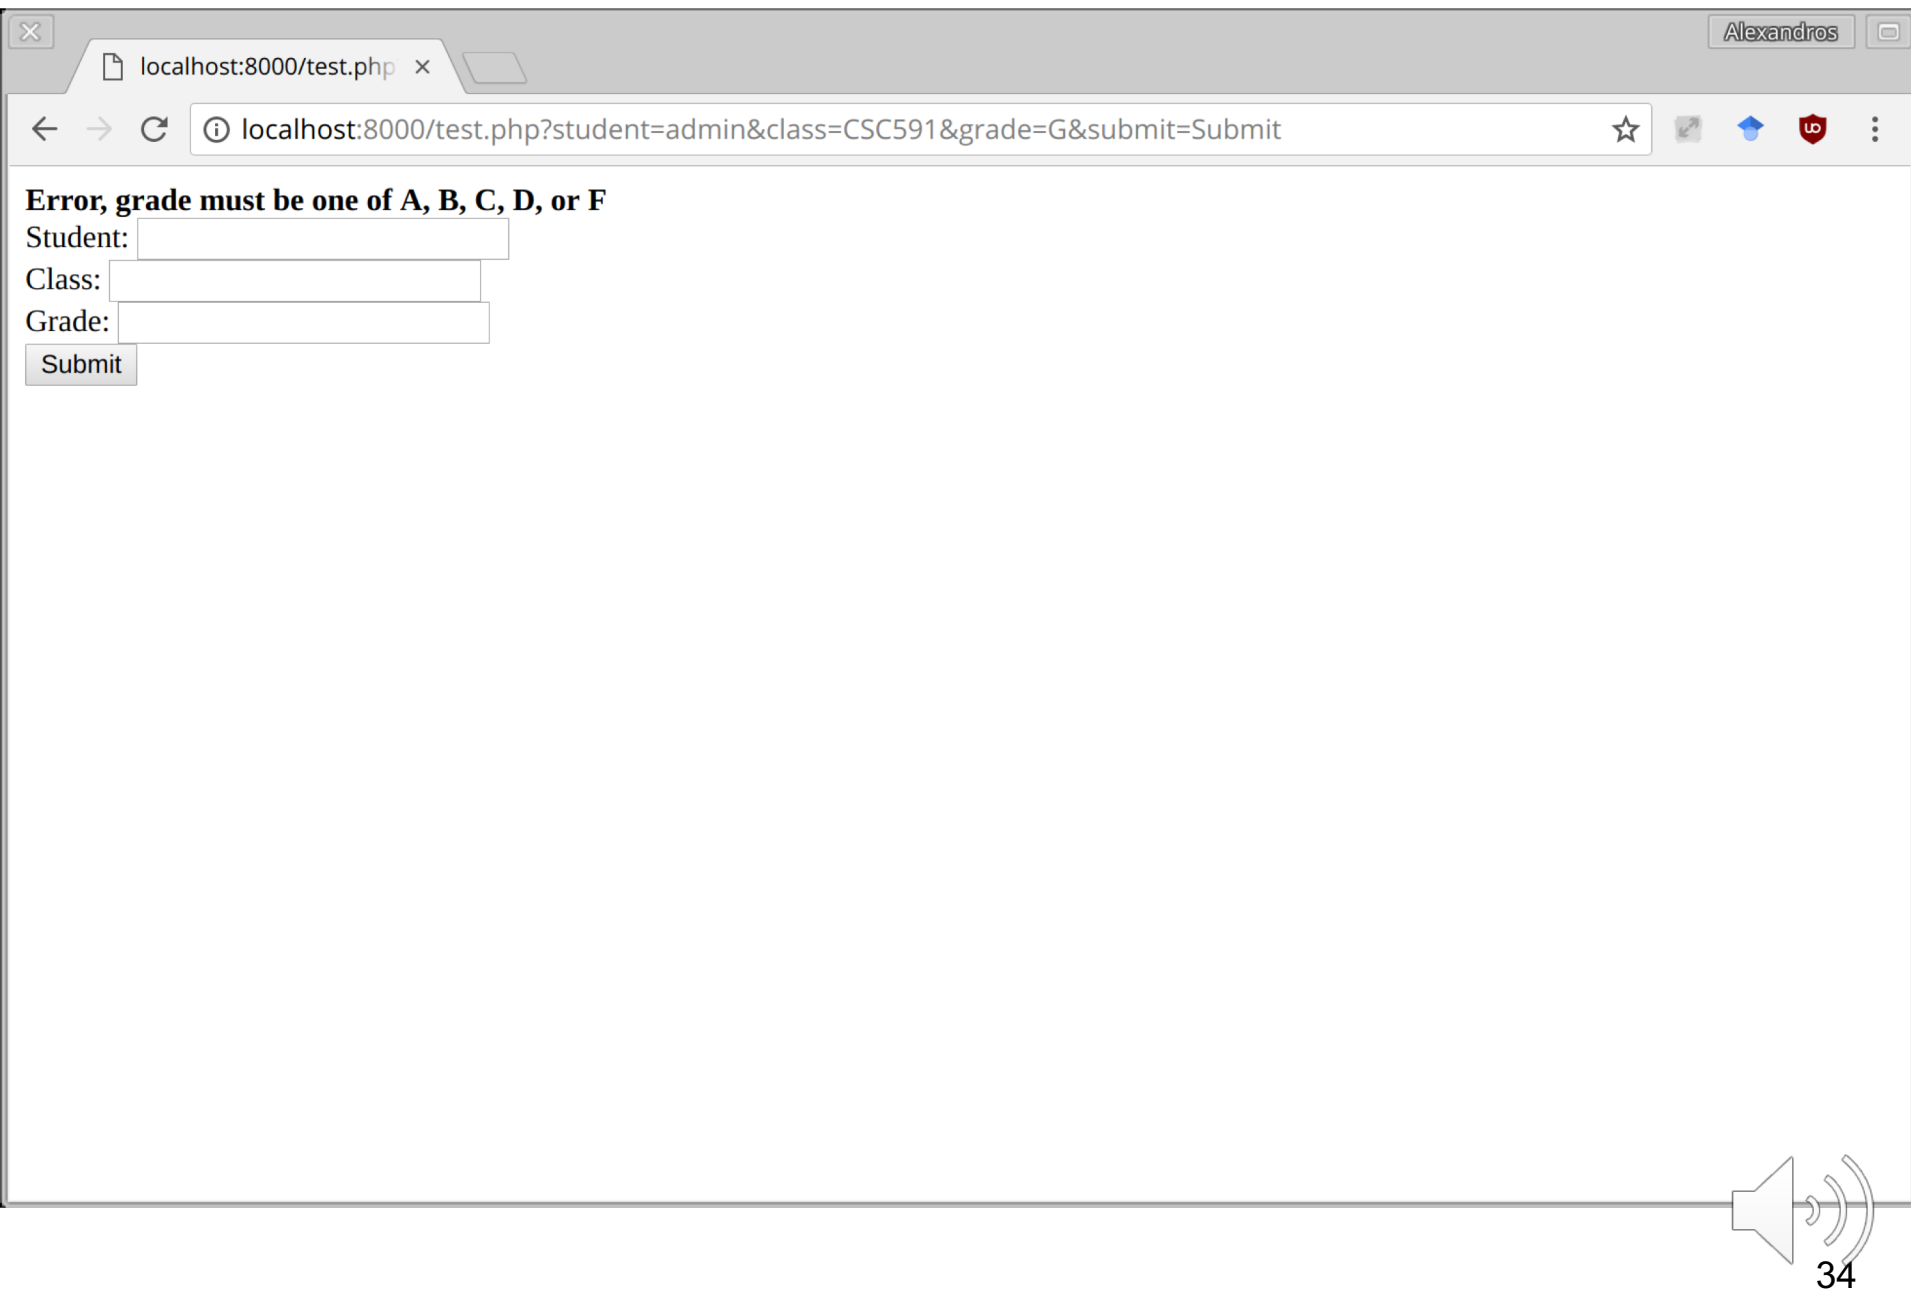 Alexandros
localhost:8000/test.php
localhost:8000/test.php?student=admin&class=CSC591&grade=G&submit=Submit
Error, grade must be one of A, B, C, D, or F
Student:
Class:
Grade:
Submit
34